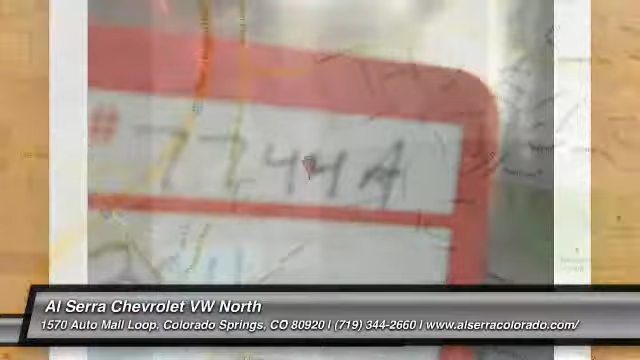 # 7744A
Al Serra Chevrolet VW North
1570 Auto Mall Loop, Colorado Springs, CO 80920 | (719) 344-2660 | www.alserracolorado.com/